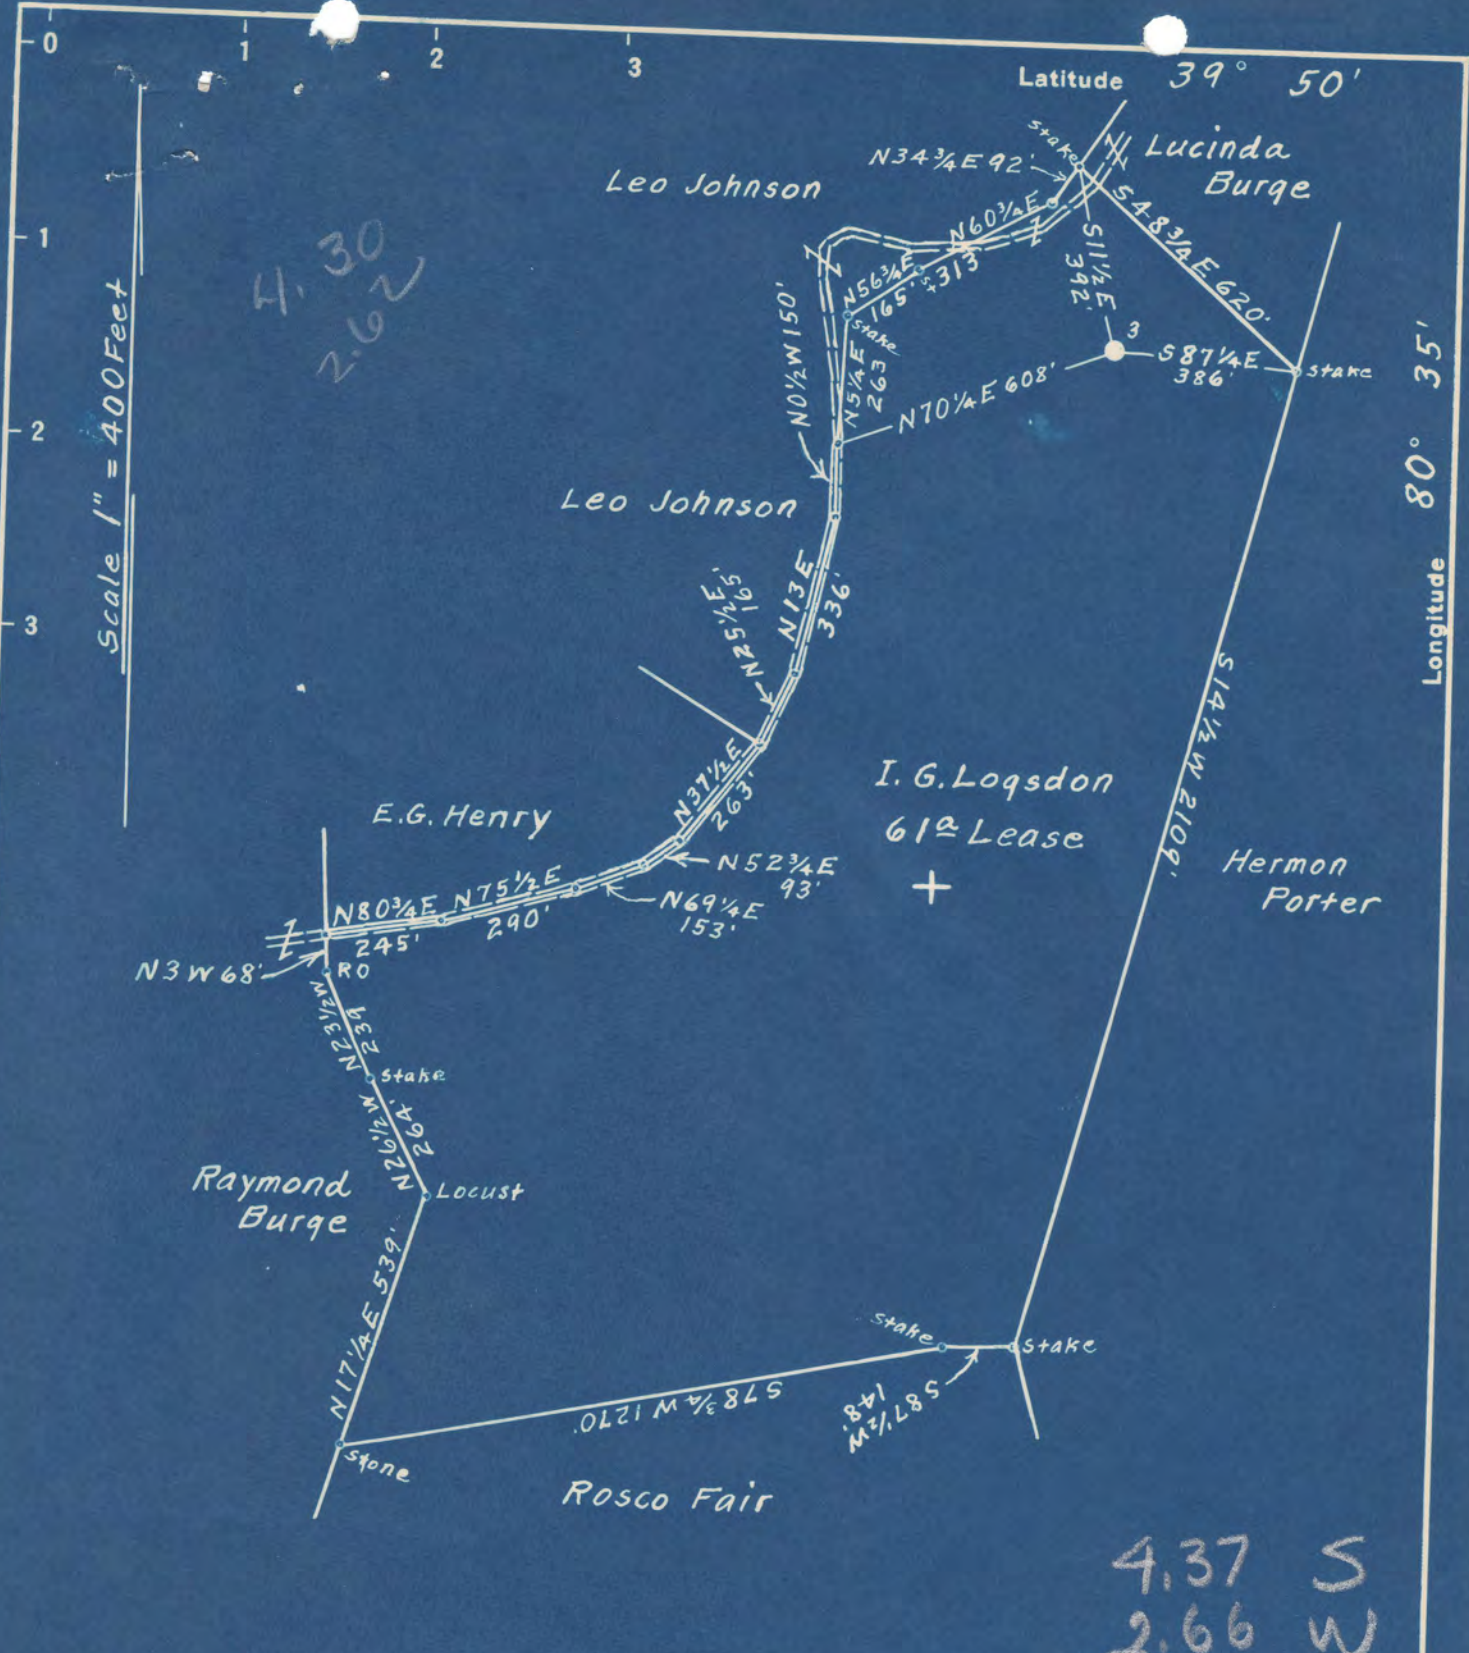 0
1
2
3
Latitude 39° 50'
1
2
3
Scale 1" = 400 Feet
4.30
2.62
Leo Johnson
N34¾E 92'
stake
Lucinda
Burge
N60¾E
313'
St
N56¾E
165'
stake
S11½E
392'
S48¾E 620'
3
S87¼E
386'
stake
N0½W 150'
N5¼E
263
N70¼E 608'
Longitude 80° 35'
Leo Johnson
N13E
336'
N25½E
165'
S14½W 2109'
N37½E
263'
I. G. Logsdon
61a Lease
E.G. Henry
Hermon
Porter
N52¾E
93'
N69¼E
153'
N75½E
290'
N80¾E
245'
N3W 68'
RO
N23½W
239
stake
N26½W
264'
Locust
Raymond
Burge
N17¼E 539'
stake
stake
S87½W
148'
S78¾W 1270'
stone
Rosco Fair
4.37 S
2.66 W